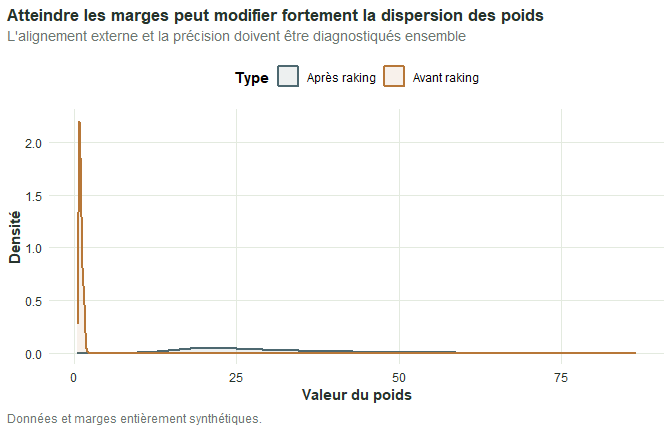 Atteindre les marges peut modifier fortement la dispersion des poids
L'alignement externe et la précision doivent être diagnostiqués ensemble
Type Après raking Avant raking
Densité
2.0
1.5
1.0
0.5
0.0
0 25 50 75
Valeur du poids
Données et marges entièrement synthétiques.